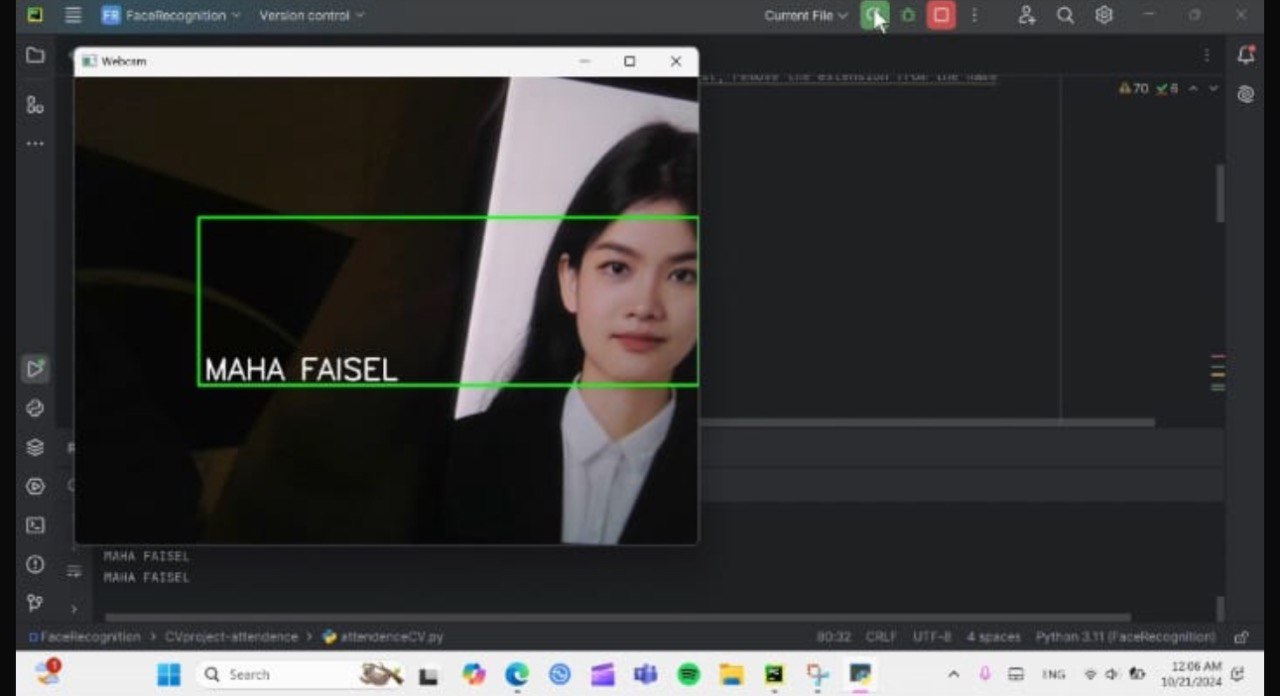 FR FaceRecognition Version control Current File
Webcam
remove the extension from the name
70 6
MAHA FAISEL
MAHA FAISEL
MAHA FAISEL
FaceRecognition > CVproject-attendence > attendenceCV.py 80:32 CRLF UTF-8 4 spaces Python 3.11 (FaceRecognition)
1 Search ENG 12:06 AM
10/21/2024